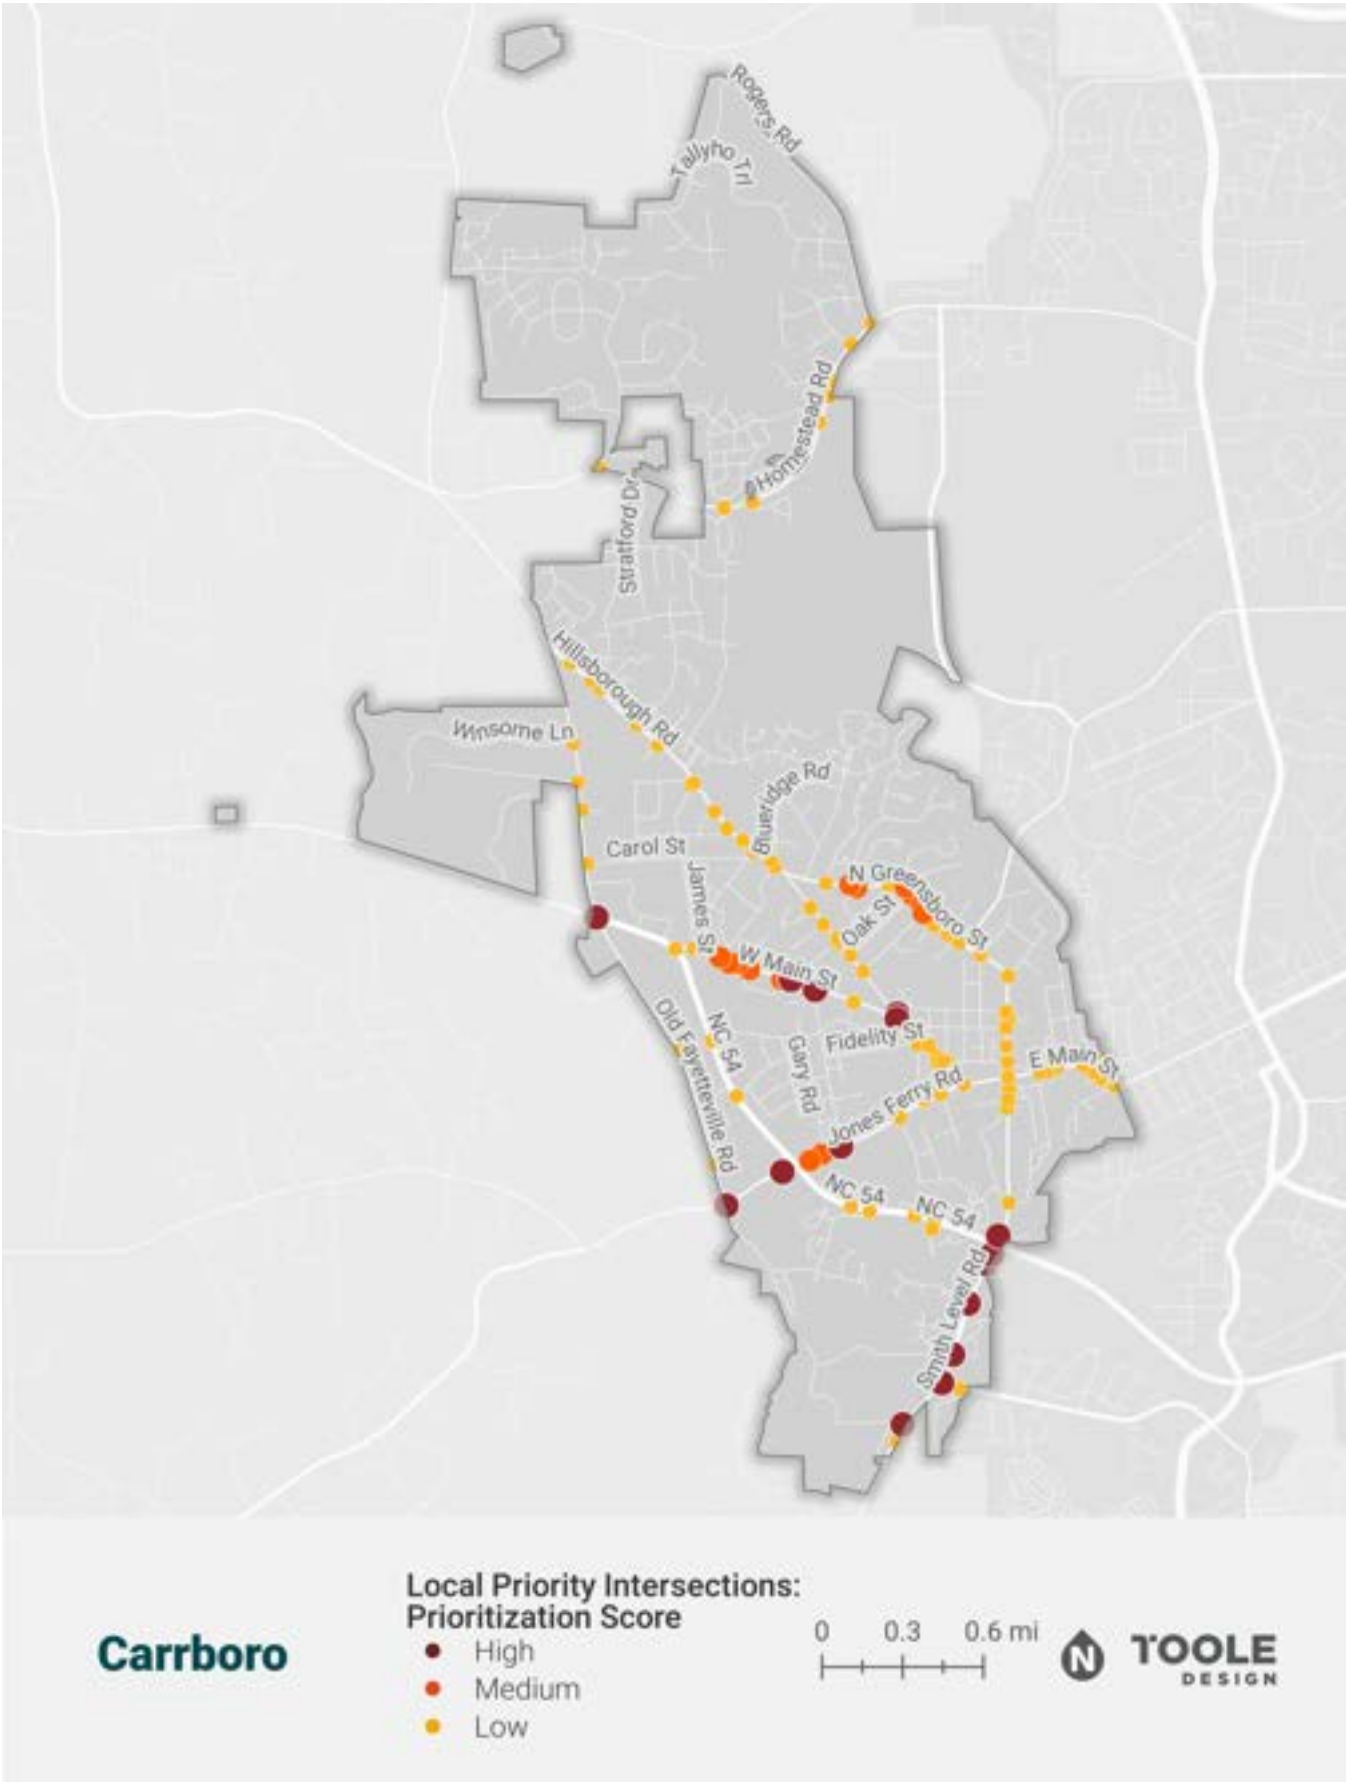 Rogers Rd
Tallyho Trl
Homestead Rd
Stratford Dr
Hillsborough Rd
Winsome Ln
Blueridge Rd
Carol St
James St
N Greensboro St
Oak St
W Main St
Old Fayetteville Rd
NC 54
Gary Rd
Fidelity St
E Main St
Jones Ferry Rd
NC 54
NC 54
Smith Level Rd
Carrboro
Local Priority Intersections:
Prioritization Score
High
Medium
Low
0 0.3 0.6 mi
N
TOOLE
DESIGN